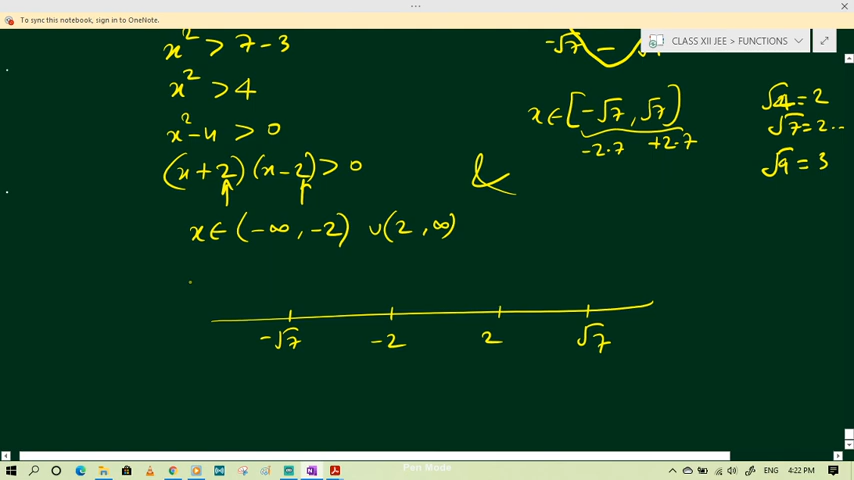 To sync this notebook, sign in to OneNote.
CLASS XII JEE > FUNCTIONS
x² > 7 - 3
x² > 4
x² - 4 > 0
(x + 2) (x - 2) > 0
x ∈ (-∞, -2) ∪ (2, ∞)
&
-√7 -
x ∈ [-√7, √7]
-2.7 +2.7
√4 = 2
√7 = 2...
√9 = 3
-√7 -2 2 √7
Pen Mode
ENG 4:22 PM